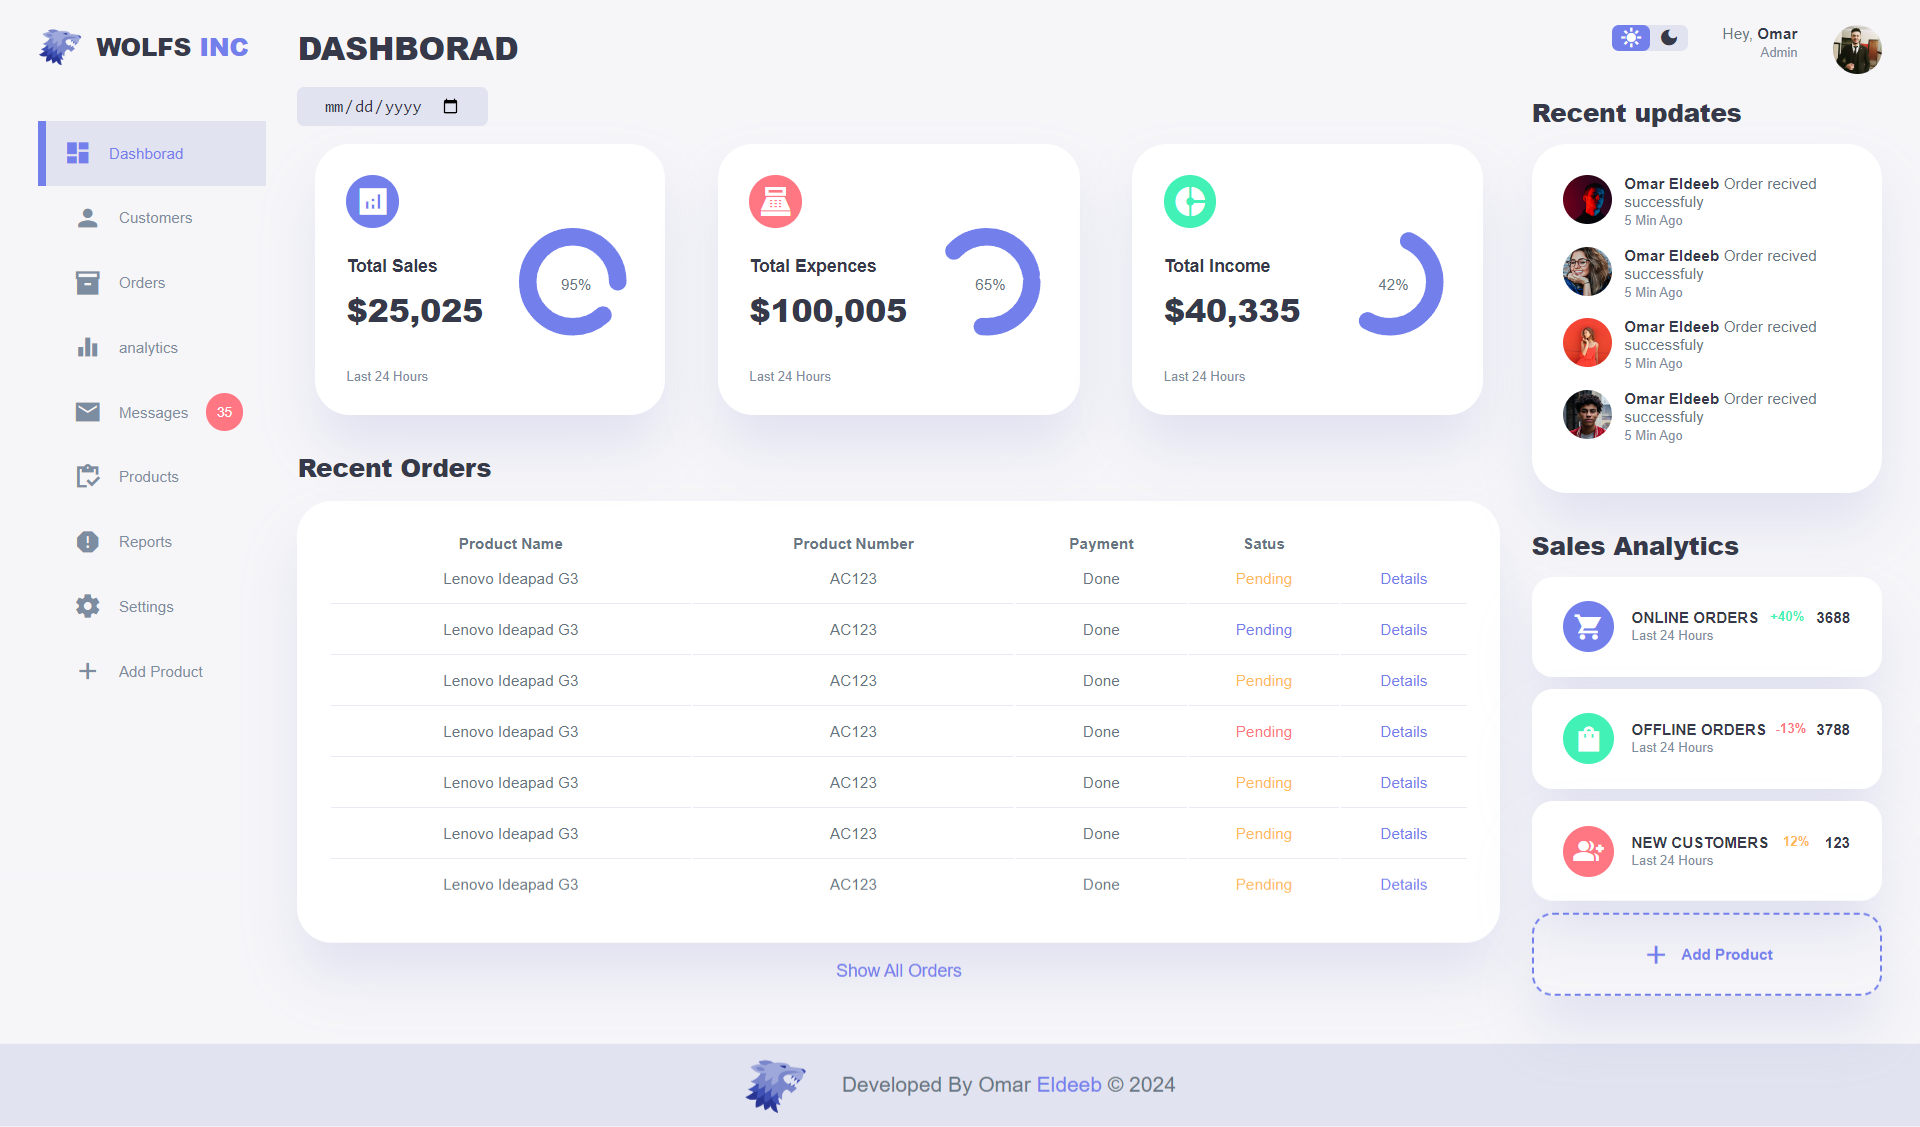 WOLFS INC
Dashborad
Customers
Orders
analytics
Messages 35
Products
Reports
Settings
Add Product
DASHBORAD
mm/dd/yyyy
Total Sales
$25,025
95%
Last 24 Hours
Total Expences
$100,005
65%
Last 24 Hours
Total Income
$40,335
42%
Last 24 Hours
Recent Orders
Product Name Product Number Payment Satus
Lenovo Ideapad G3 AC123 Done Pending Details
Lenovo Ideapad G3 AC123 Done Pending Details
Lenovo Ideapad G3 AC123 Done Pending Details
Lenovo Ideapad G3 AC123 Done Pending Details
Lenovo Ideapad G3 AC123 Done Pending Details
Lenovo Ideapad G3 AC123 Done Pending Details
Lenovo Ideapad G3 AC123 Done Pending Details
Show All Orders
Hey, Omar
Admin
Recent updates
Omar Eldeeb Order recived
successfuly
5 Min Ago
Omar Eldeeb Order recived
successfuly
5 Min Ago
Omar Eldeeb Order recived
successfuly
5 Min Ago
Omar Eldeeb Order recived
successfuly
5 Min Ago
Sales Analytics
ONLINE ORDERS +40% 3688
Last 24 Hours
OFFLINE ORDERS -13% 3788
Last 24 Hours
NEW CUSTOMERS 12% 123
Last 24 Hours
Add Product
Developed By Omar Eldeeb © 2024